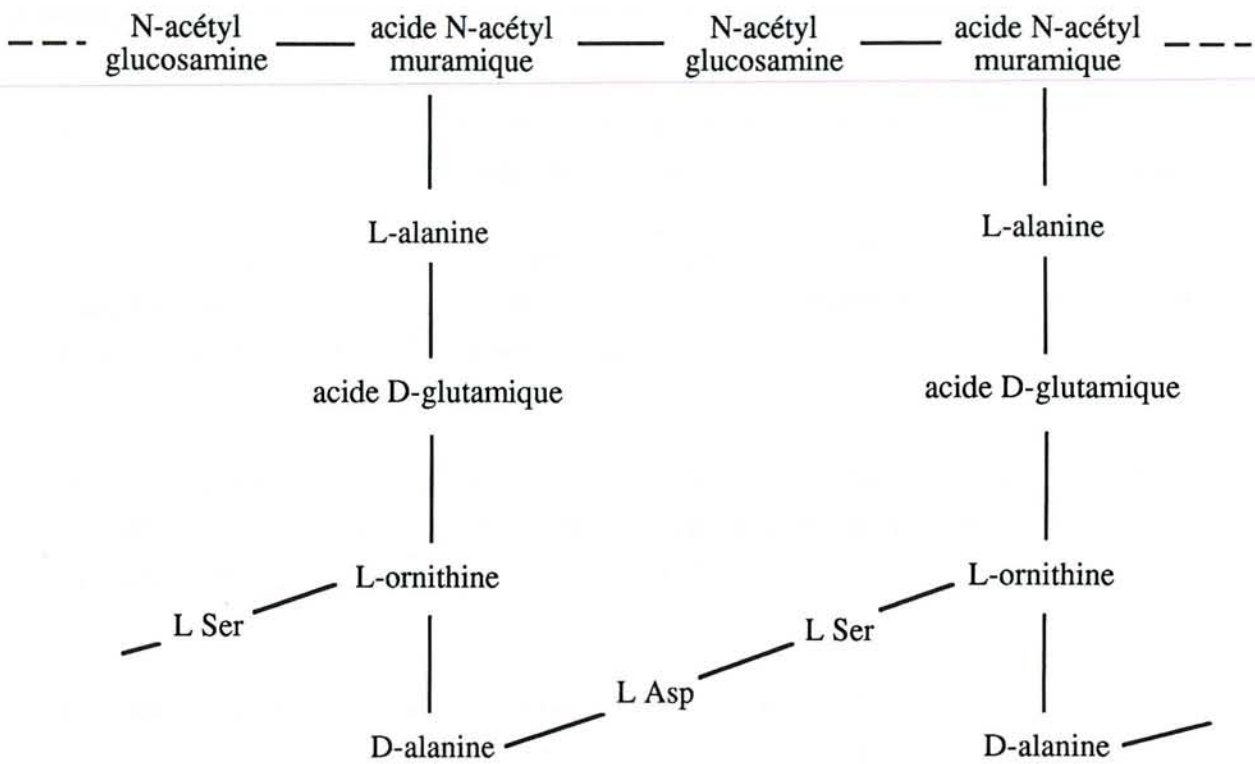 N-acétyl glucosamine
acide N-acétyl muramique
N-acétyl glucosamine
acide N-acétyl muramique
L-alanine
L-alanine
acide D-glutamique
acide D-glutamique
L-ornithine
L-ornithine
L Ser
L Ser
L Asp
D-alanine
D-alanine